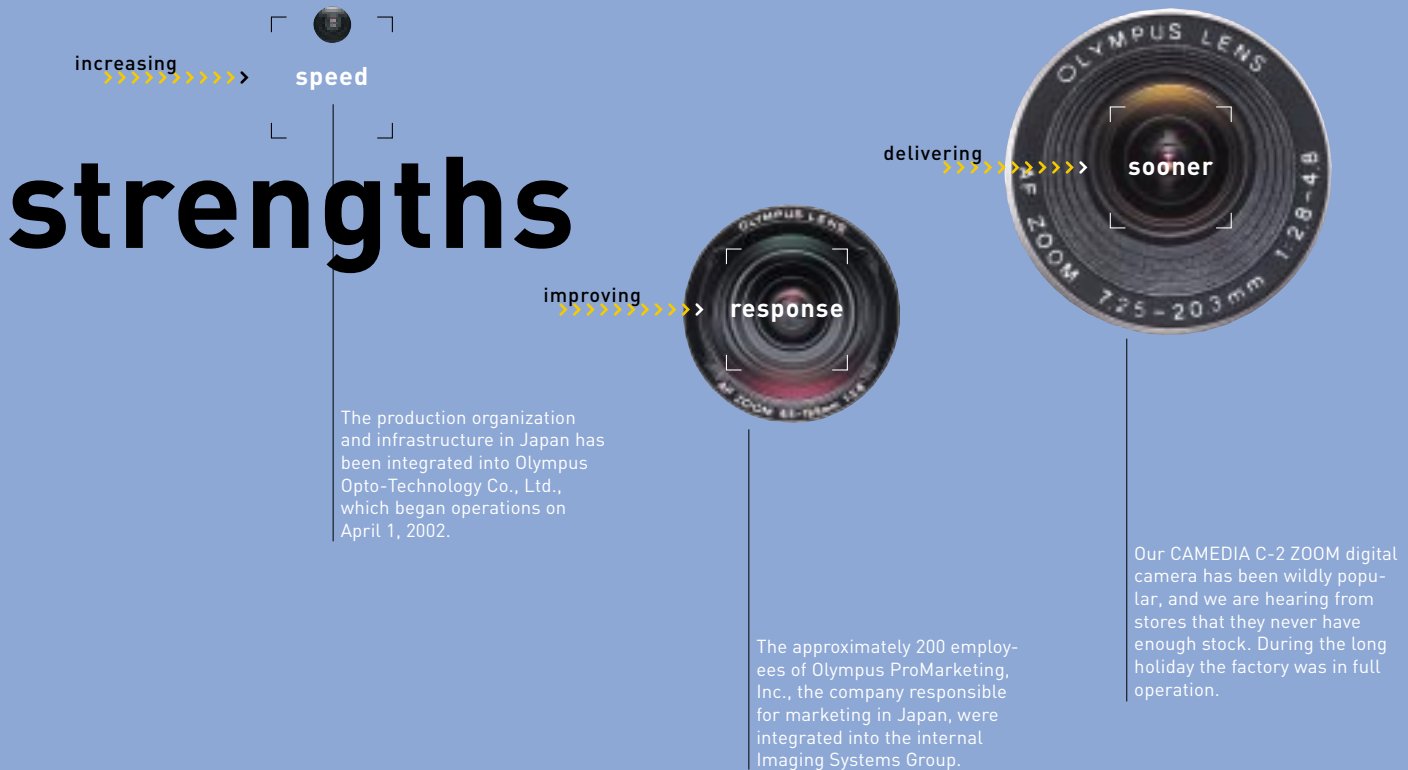 increasing
speed
strengths
The production organization
and infrastructure in Japan has
been integrated into Olympus
Opto-Technology Co., Ltd.,
which began operations on
April 1, 2002.
improving
response
OLYMPUS LENS
AF ZOOM
The approximately 200 employ-
ees of Olympus ProMarketing,
Inc., the company responsible
for marketing in Japan, were
integrated into the internal
Imaging Systems Group.
delivering
sooner
OLYMPUS LENS
AF ZOOM 7.25–20.3mm 1:2.8–4.8
Our CAMEDIA C-2 ZOOM digital
camera has been wildly popu-
lar, and we are hearing from
stores that they never have
enough stock. During the long
holiday the factory was in full
operation.